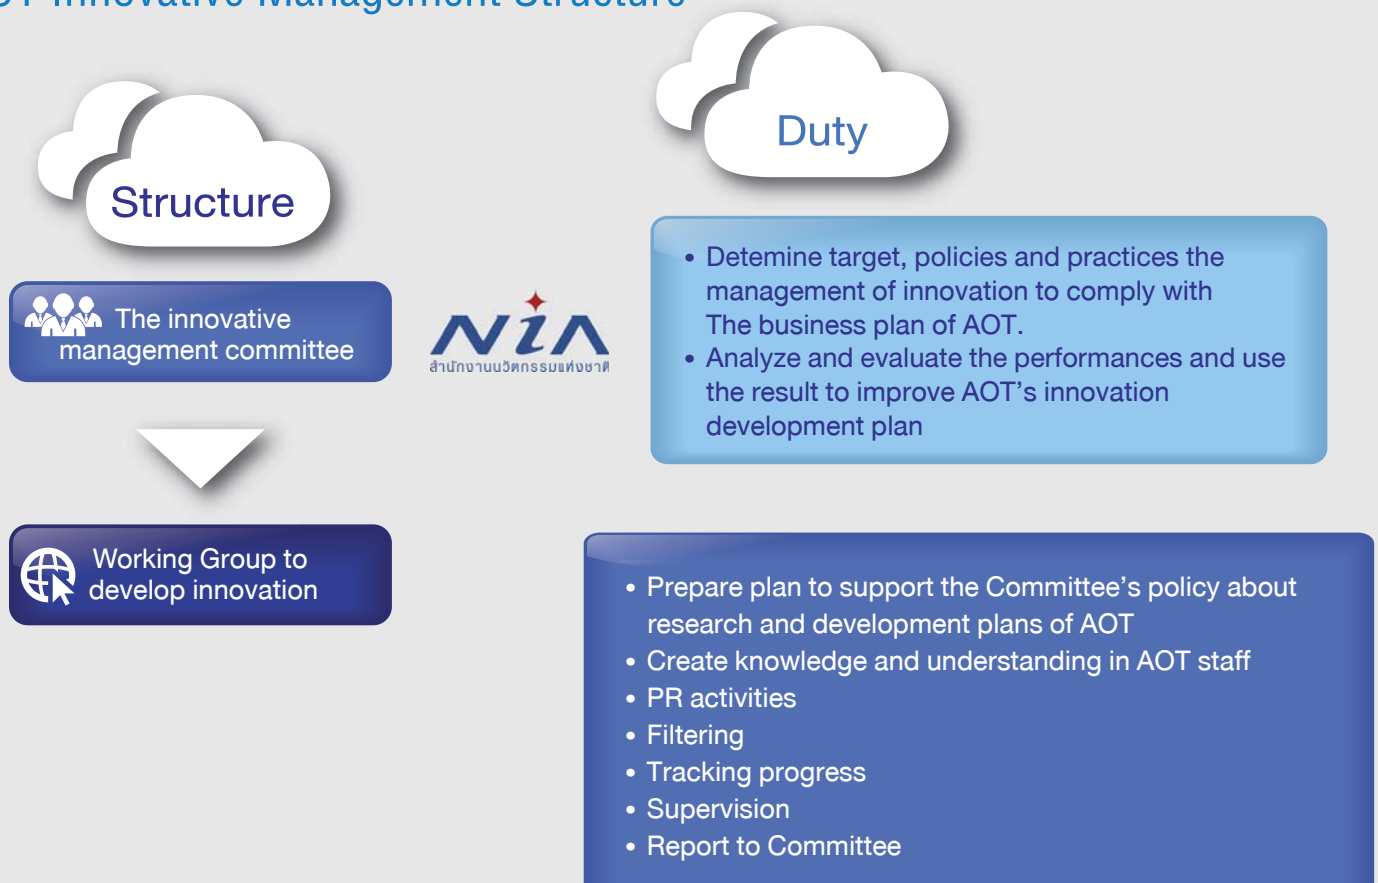 Innovative Management Structure
Structure
Duty
The innovative
management committee
NiA
สำนักงานนวัตกรรมแห่งชาติ
• Detemine target, policies and practices the
management of innovation to comply with
The business plan of AOT.
• Analyze and evaluate the performances and use
the result to improve AOT's innovation
development plan
Working Group to
develop innovation
• Prepare plan to support the Committee's policy about
research and development plans of AOT
• Create knowledge and understanding in AOT staff
• PR activities
• Filtering
• Tracking progress
• Supervision
• Report to Committee